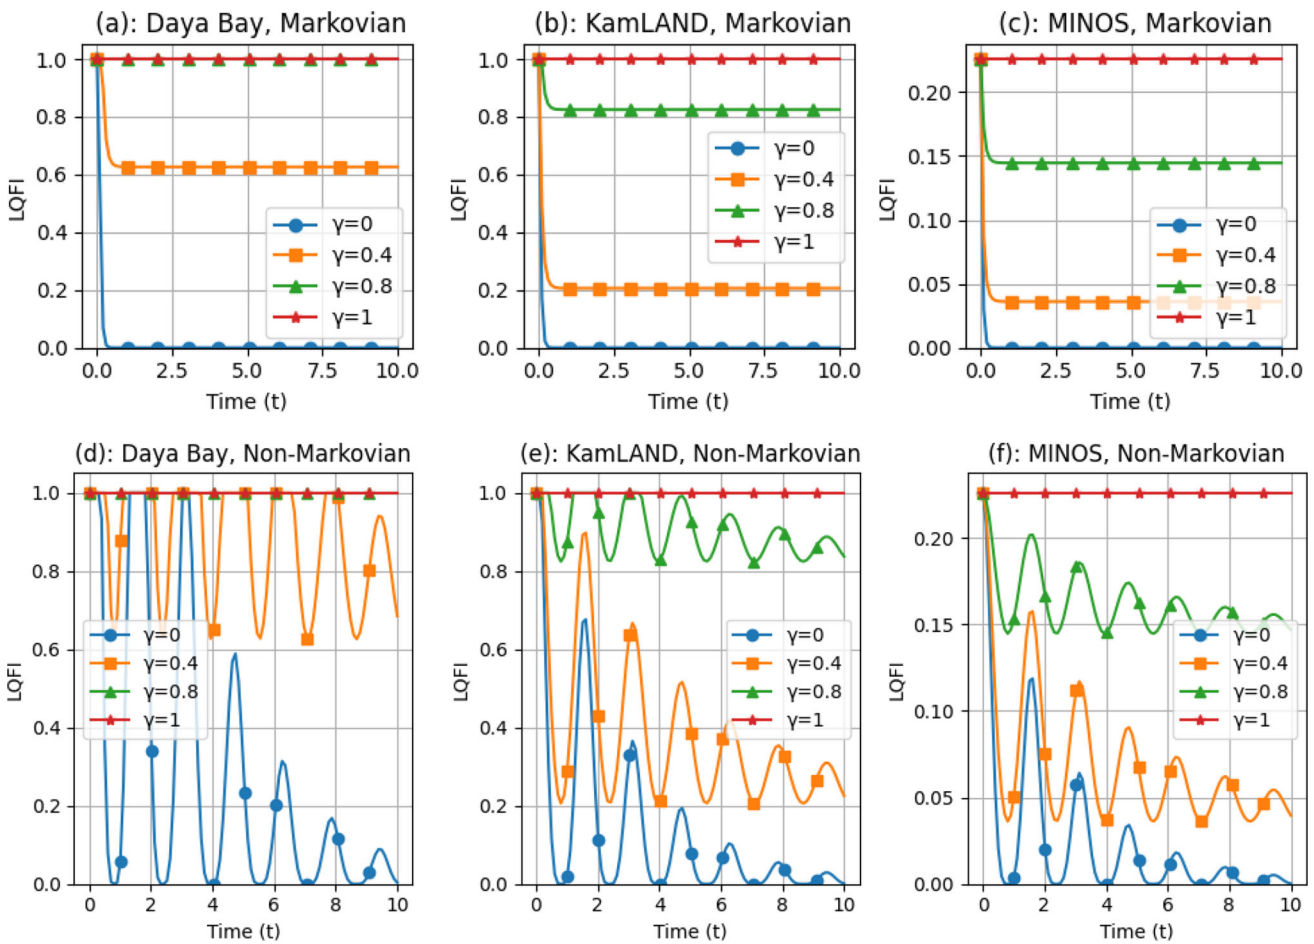 (a): Daya Bay, Markovian
1.0
0.8
0.6
0.4
0.2
0.0
LQFI
γ=0
γ=0.4
γ=0.8
γ=1
0.0 2.5 5.0 7.5 10.0
Time (t)
(b): KamLAND, Markovian
1.0
0.8
0.6
0.4
0.2
0.0
LQFI
γ=0
γ=0.4
γ=0.8
γ=1
0.0 2.5 5.0 7.5 10.0
Time (t)
(c): MINOS, Markovian
0.20
0.15
0.10
0.05
0.00
LQFI
γ=0
γ=0.4
γ=0.8
γ=1
0.0 2.5 5.0 7.5 10.0
Time (t)
(d): Daya Bay, Non-Markovian
1.0
0.8
0.6
0.4
0.2
0.0
LQFI
γ=0
γ=0.4
γ=0.8
γ=1
0 2 4 6 8 10
Time (t)
(e): KamLAND, Non-Markovian
1.0
0.8
0.6
0.4
0.2
0.0
LQFI
γ=0
γ=0.4
γ=0.8
γ=1
0 2 4 6 8 10
Time (t)
(f): MINOS, Non-Markovian
0.20
0.15
0.10
0.05
0.00
LQFI
γ=0
γ=0.4
γ=0.8
γ=1
0 2 4 6 8 10
Time (t)